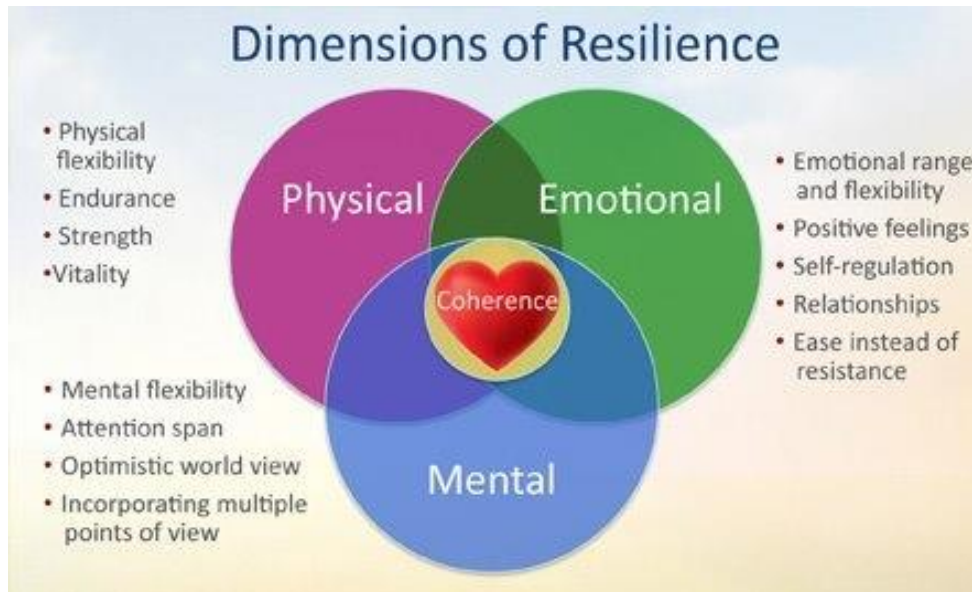 Dimensions of Resilience
• Physical
flexibility
• Endurance
• Strength
•Vitality
Physical
Emotional
• Emotional range
and flexibility
• Positive feelings
• Self-regulation
• Relationships
• Ease instead of
resistance
Coherence
• Mental flexibility
• Attention span
• Optimistic world view
• Incorporating multiple
points of view
Mental